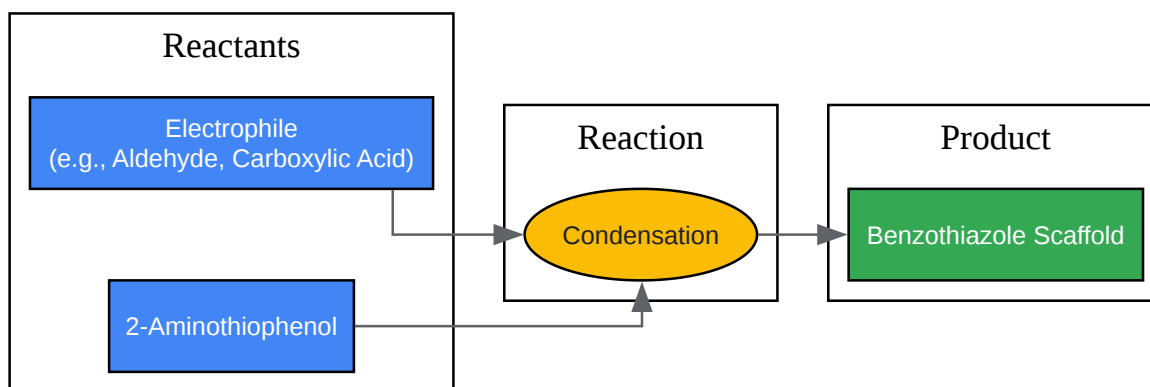 Reactants
Electrophile
(e.g., Aldehyde, Carboxylic Acid)
2-Aminothiophenol
Reaction
Condensation
Product
Benzothiazole Scaffold